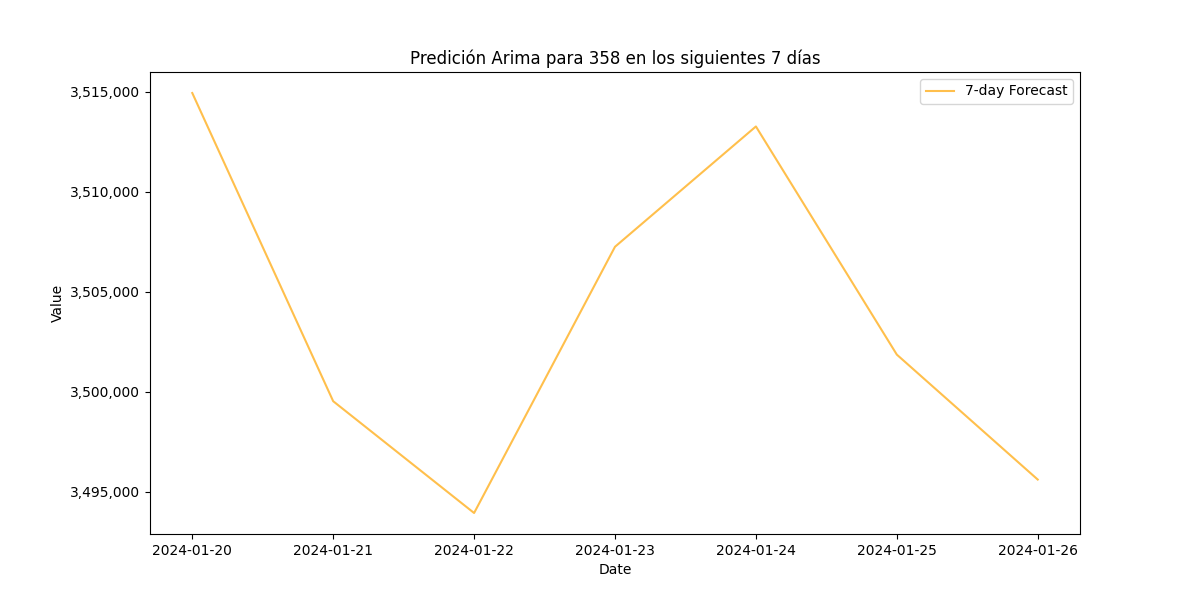 Predición Arima para 358 en los siguientes 7 días
7-day Forecast
Value
3,515,000
3,510,000
3,505,000
3,500,000
3,495,000
2024-01-20 2024-01-21 2024-01-22 2024-01-23 2024-01-24 2024-01-25 2024-01-26
Date